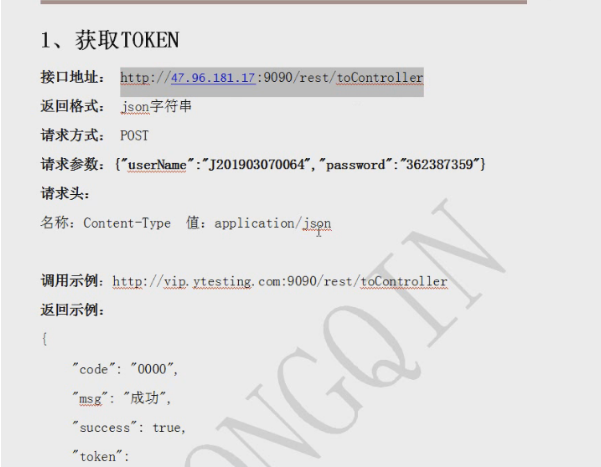 1、获取TOKEN
接口地址： http://47.96.181.17:9090/rest/toController
返回格式： json字符串
请求方式： POST
请求参数：{"userName":"J201903070064","password":"362387359"}
请求头：
名称：Content-Type 值：application/json
调用示例：http://vip.ytesting.com:9090/rest/toController
返回示例：
{
"code": "0000",
"msg": "成功",
"success": true,
"token":
ONGQIN